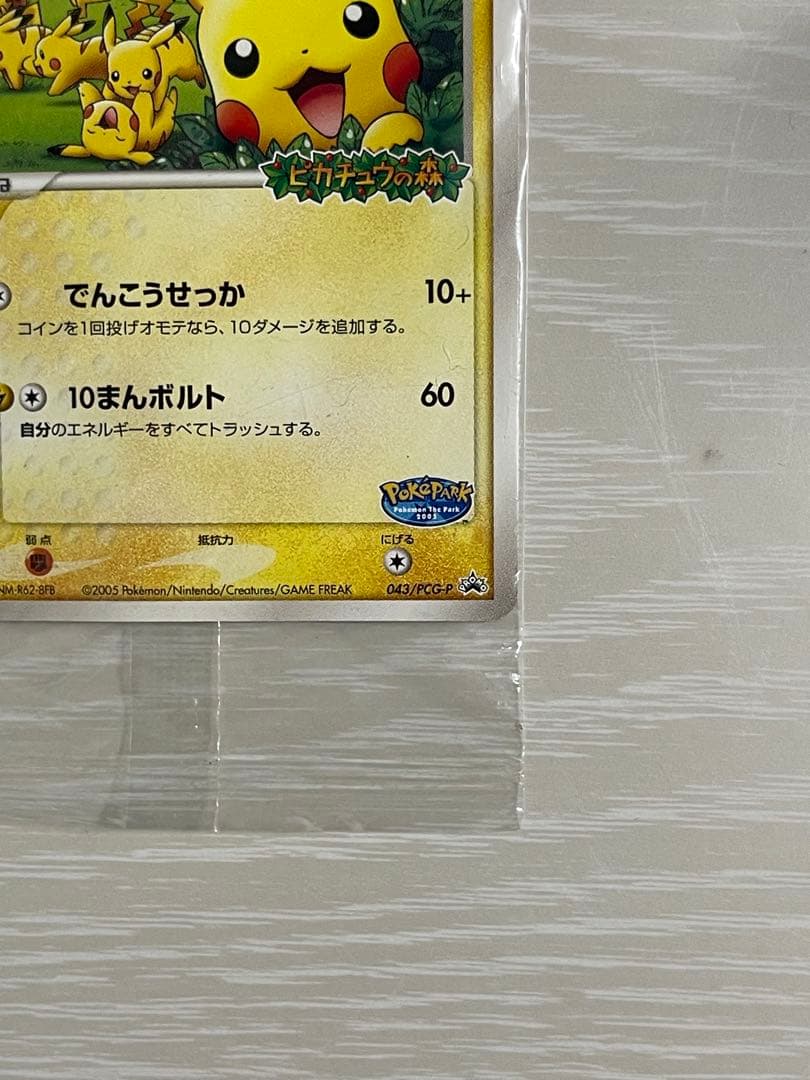 ピカチュウの森
でんこうせっか 10+
コインを1回投げオモテなら、10ダメージを追加する。
10まんボルト 60
自分のエネルギーをすべてトラッシュする。
POKéPARK
Pokémon The Park
2005
弱点 抵抗力 にげる
NM-R62-8FB ©2005 Pokémon/Nintendo/Creatures/GAME FREAK 043/PCG-P